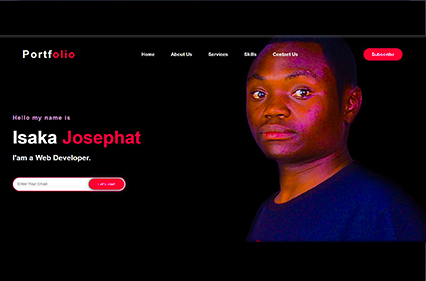 Portfolio
Home About Us Services Skills Contact Us Subscribe
Hello my name is
Isaka Josephat
I'am a Web Developer.
Enter Your Email